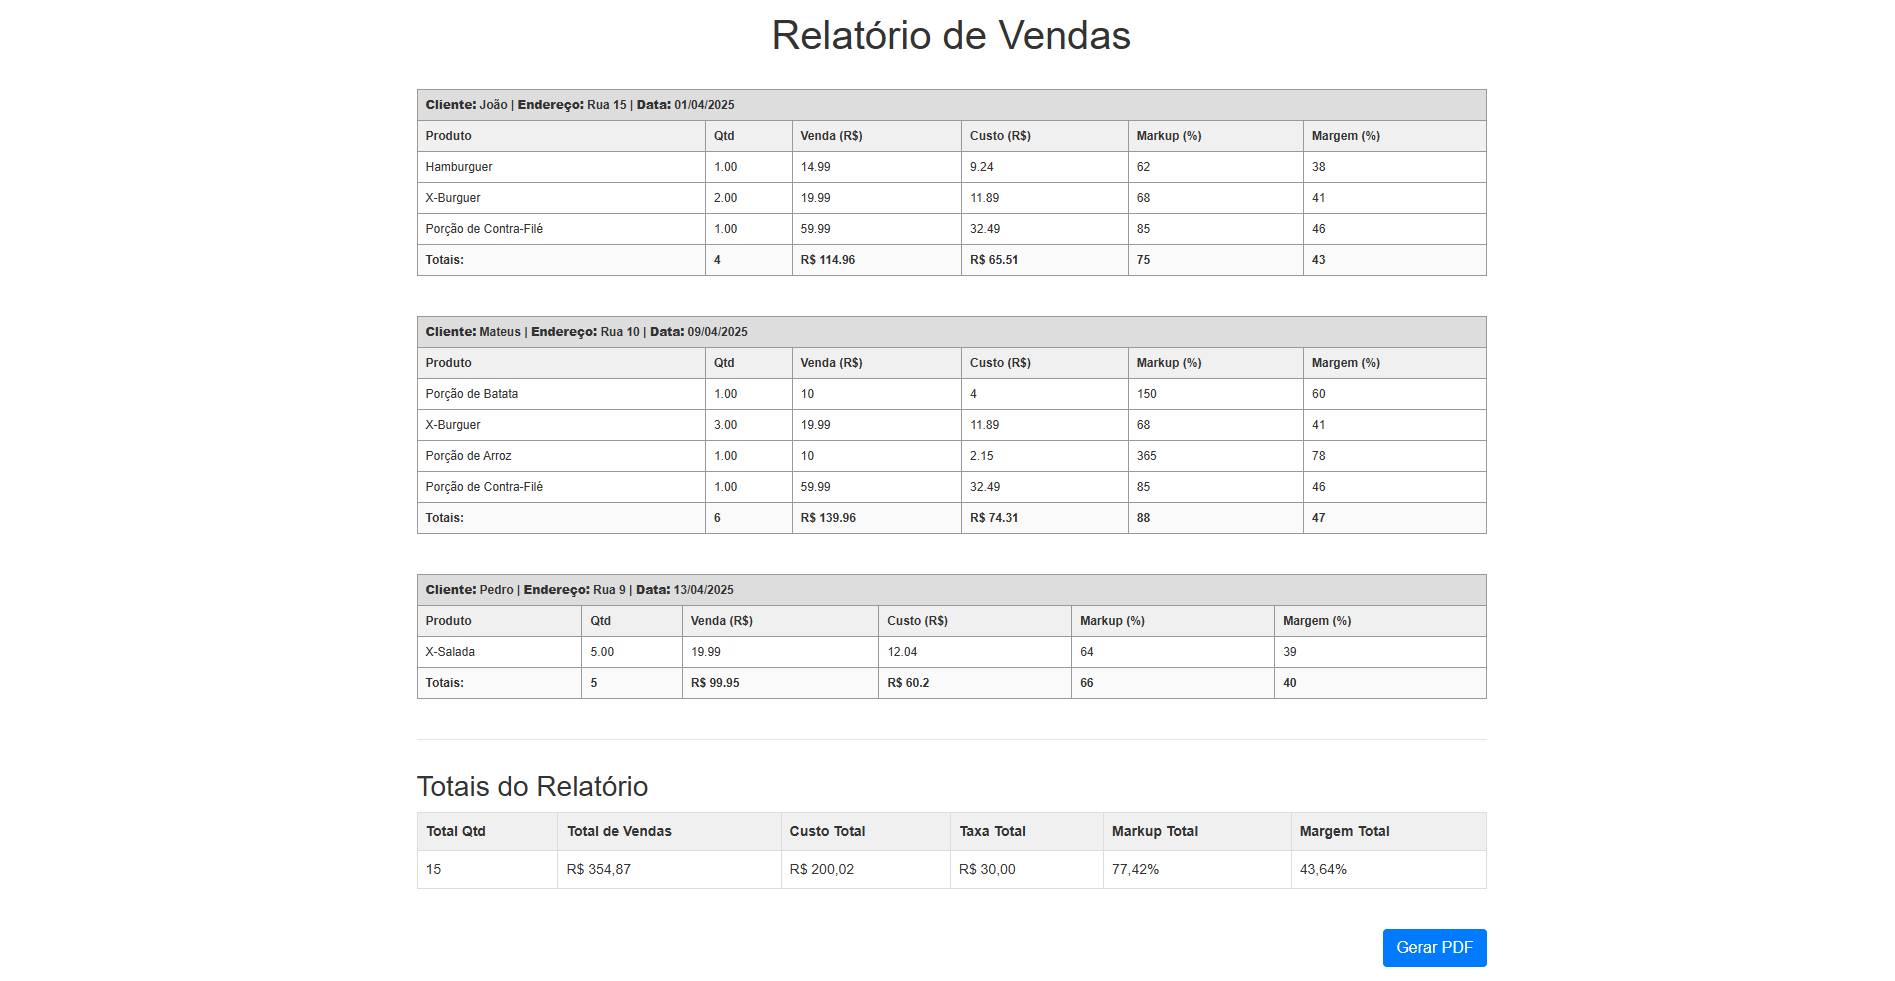 Relatório de Vendas
Cliente: João | Endereço: Rua 15 | Data: 01/04/2025
Produto Qtd Venda (R$) Custo (R$) Markup (%) Margem (%)
Hamburguer 1.00 14.99 9.24 62 38
X-Burguer 2.00 19.99 11.89 68 41
Porção de Contra-Filé 1.00 59.99 32.49 85 46
Totais: 4 R$ 114.96 R$ 65.51 75 43
Cliente: Mateus | Endereço: Rua 10 | Data: 09/04/2025
Produto Qtd Venda (R$) Custo (R$) Markup (%) Margem (%)
Porção de Batata 1.00 10 4 150 60
X-Burguer 3.00 19.99 11.89 68 41
Porção de Arroz 1.00 10 2.15 365 78
Porção de Contra-Filé 1.00 59.99 32.49 85 46
Totais: 6 R$ 139.96 R$ 74.31 88 47
Cliente: Pedro | Endereço: Rua 9 | Data: 13/04/2025
Produto Qtd Venda (R$) Custo (R$) Markup (%) Margem (%)
X-Salada 5.00 19.99 12.04 64 39
Totais: 5 R$ 99.95 R$ 60.2 66 40
Totais do Relatório
Total Qtd Total de Vendas Custo Total Taxa Total Markup Total Margem Total
15 R$ 354,87 R$ 200,02 R$ 30,00 77,42% 43,64%
Gerar PDF